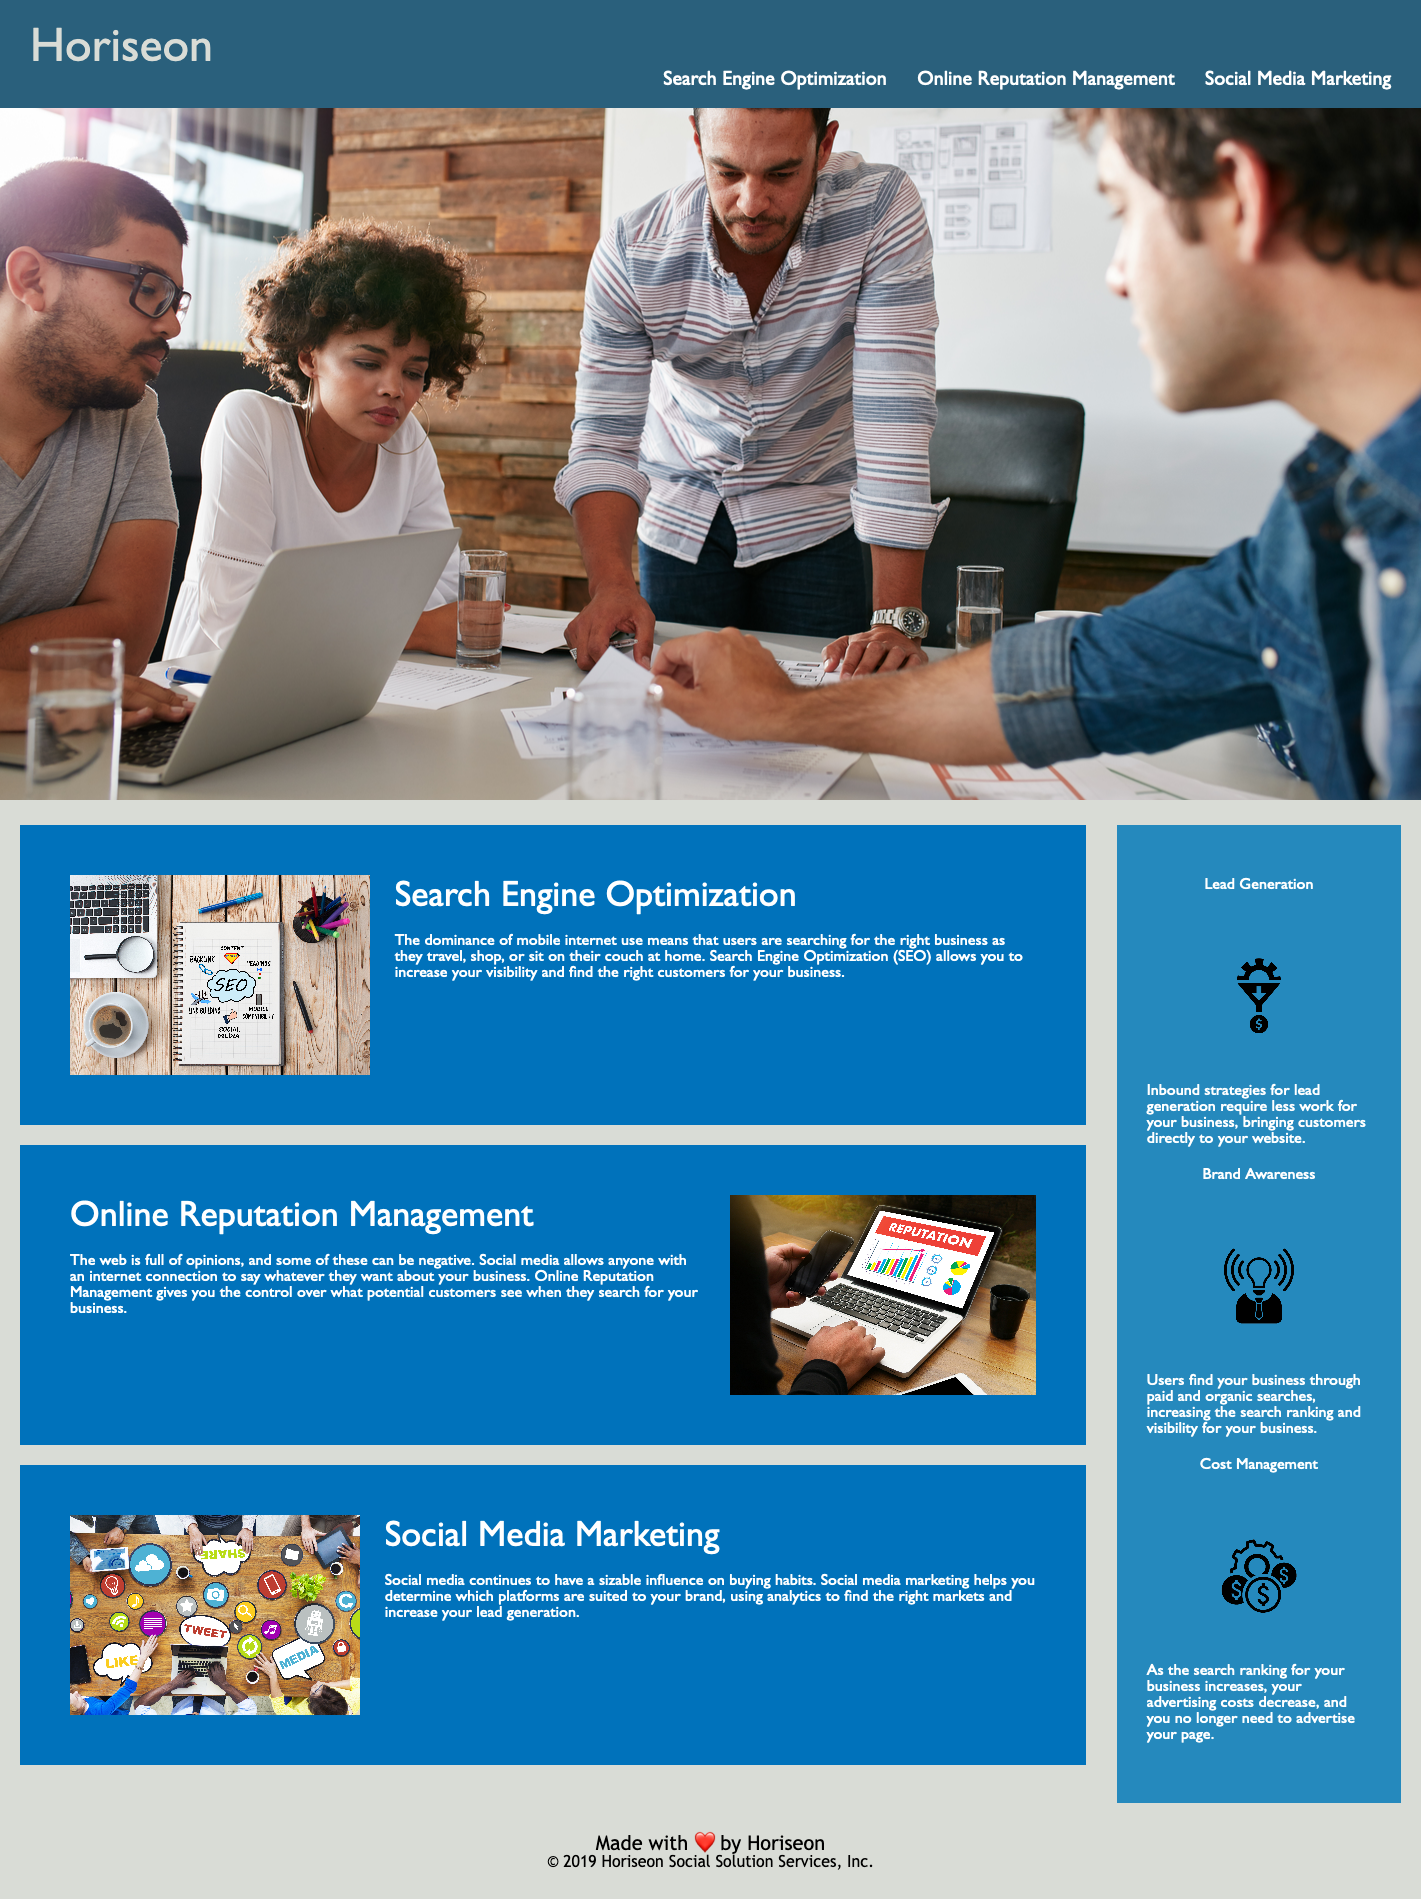 Horiseon
Search Engine Optimization
Online Reputation Management
Social Media Marketing
Search Engine Optimization
The dominance of mobile internet use means that users are searching for the right business as
they travel, shop, or sit on their couch at home. Search Engine Optimization (SEO) allows you to
increase your visibility and find the right customers for your business.
CONTENT
SEO
SOCIAL
MEDIA
Online Reputation Management
The web is full of opinions, and some of these can be negative. Social media allows anyone with
an internet connection to say whatever they want about your business. Online Reputation
Management gives you the control over what potential customers see when they search for your
business.
REPUTATION
Social Media Marketing
Social media continues to have a sizable influence on buying habits. Social media marketing helps you
determine which platforms are suited to your brand, using analytics to find the right markets and
increase your lead generation.
SHARE
TWEET
LIKE
MEDIA
Lead Generation
$
Inbound strategies for lead
generation require less work for
your business, bringing customers
directly to your website.
Brand Awareness
Users find your business through
paid and organic searches,
increasing the search ranking and
visibility for your business.
Cost Management
$ $ $
As the search ranking for your
business increases, your
advertising costs decrease, and
you no longer need to advertise
your page.
Made with ❤️ by Horiseon
© 2019 Horiseon Social Solution Services, Inc.